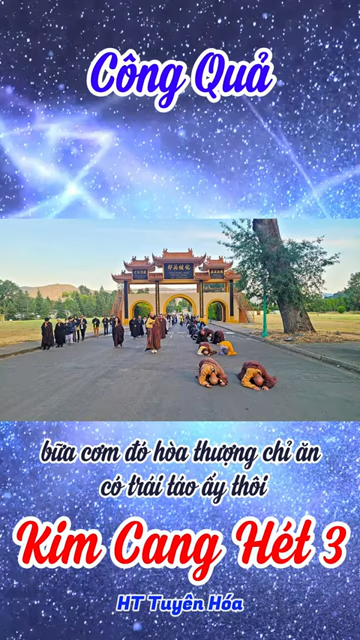 Công Quả
bữa cơm đó hòa thượng chỉ ăn
có trái táo ấy thôi
Kim Cang Hét 3
HT Tuyên Hóa